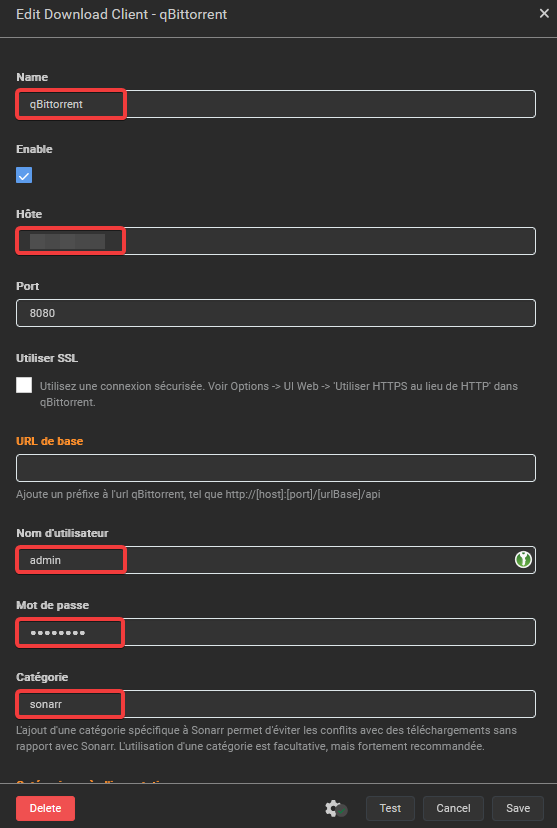 Edit Download Client - qBittorrent
Name
qBittorrent
Enable
Hôte
Port
8080
Utiliser SSL
Utilisez une connexion sécurisée. Voir Options -> UI Web -> 'Utiliser HTTPS au lieu de HTTP' dans
qBittorrent.
URL de base
Ajoute un préfixe à l'url qBittorrent, tel que http://[host]:[port]/[urlBase]/api
Nom d'utilisateur
admin
Mot de passe
••••••••
Catégorie
sonarr
L'ajout d'une catégorie spécifique à Sonarr permet d'éviter les conflits avec des téléchargements sans
rapport avec Sonarr. L'utilisation d'une catégorie est facultative, mais fortement recommandée.
Delete
Test
Cancel
Save